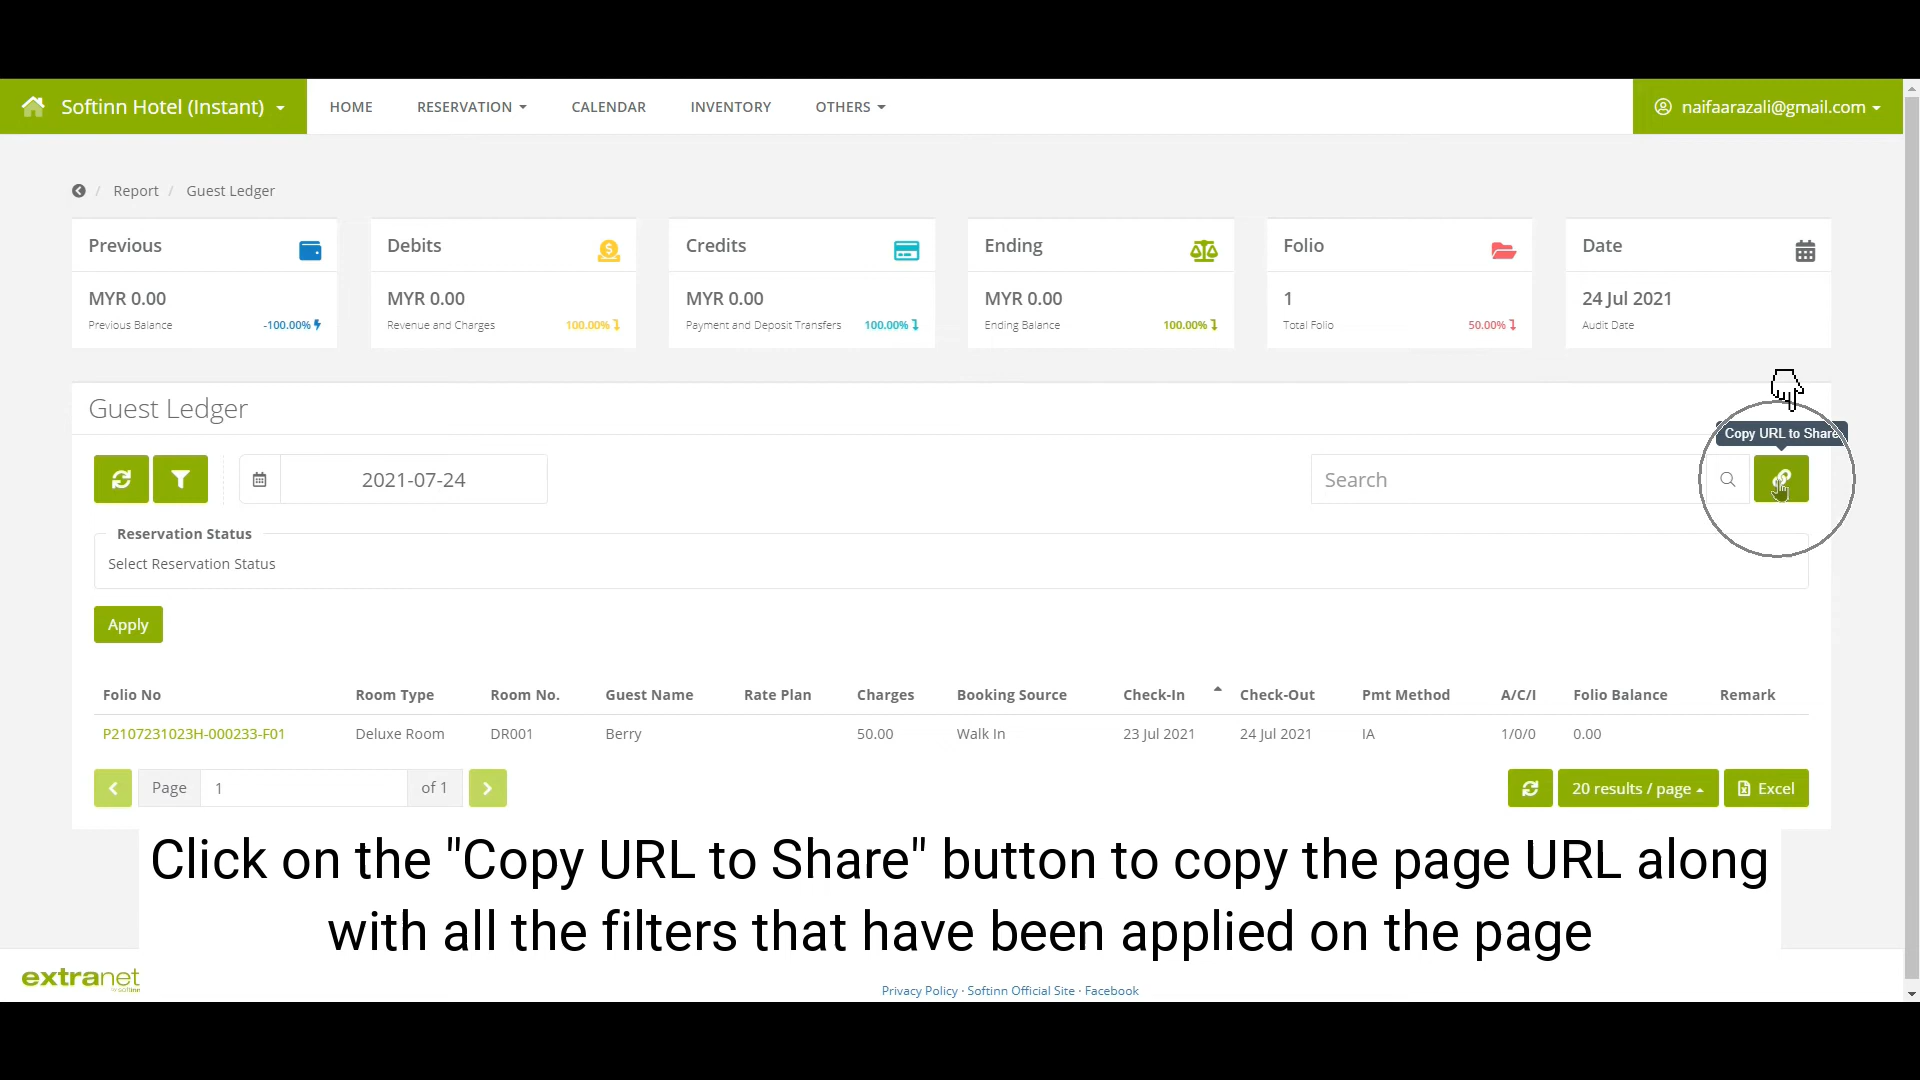 Softinn Hotel (Instant)
HOME
RESERVATION
CALENDAR
INVENTORY
OTHERS
naifaarazali@gmail.com
/ Report / Guest Ledger
Previous
MYR 0.00
Previous Balance
-100.00%
Debits
MYR 0.00
Revenue and Charges
100.00%
Credits
MYR 0.00
Payment and Deposit Transfers
100.00%
Ending
MYR 0.00
Ending Balance
100.00%
Folio
1
Total Folio
50.00%
Date
24 Jul 2021
Audit Date
Guest Ledger
Copy URL to Share
2021-07-24
Search
Reservation Status
Select Reservation Status
Apply
Folio No Room Type Room No. Guest Name Rate Plan Charges Booking Source Check-In Check-Out Pmt Method A/C/I Folio Balance Remark
P2107231023H-000233-F01 Deluxe Room DR001 Berry 50.00 Walk In 23 Jul 2021 24 Jul 2021 IA 1/0/0 0.00
Page 1 of 1
20 results / page
Excel
Click on the "Copy URL to Share" button to copy the page URL along
with all the filters that have been applied on the page
extranet
by softinn
Privacy Policy · Softinn Official Site · Facebook